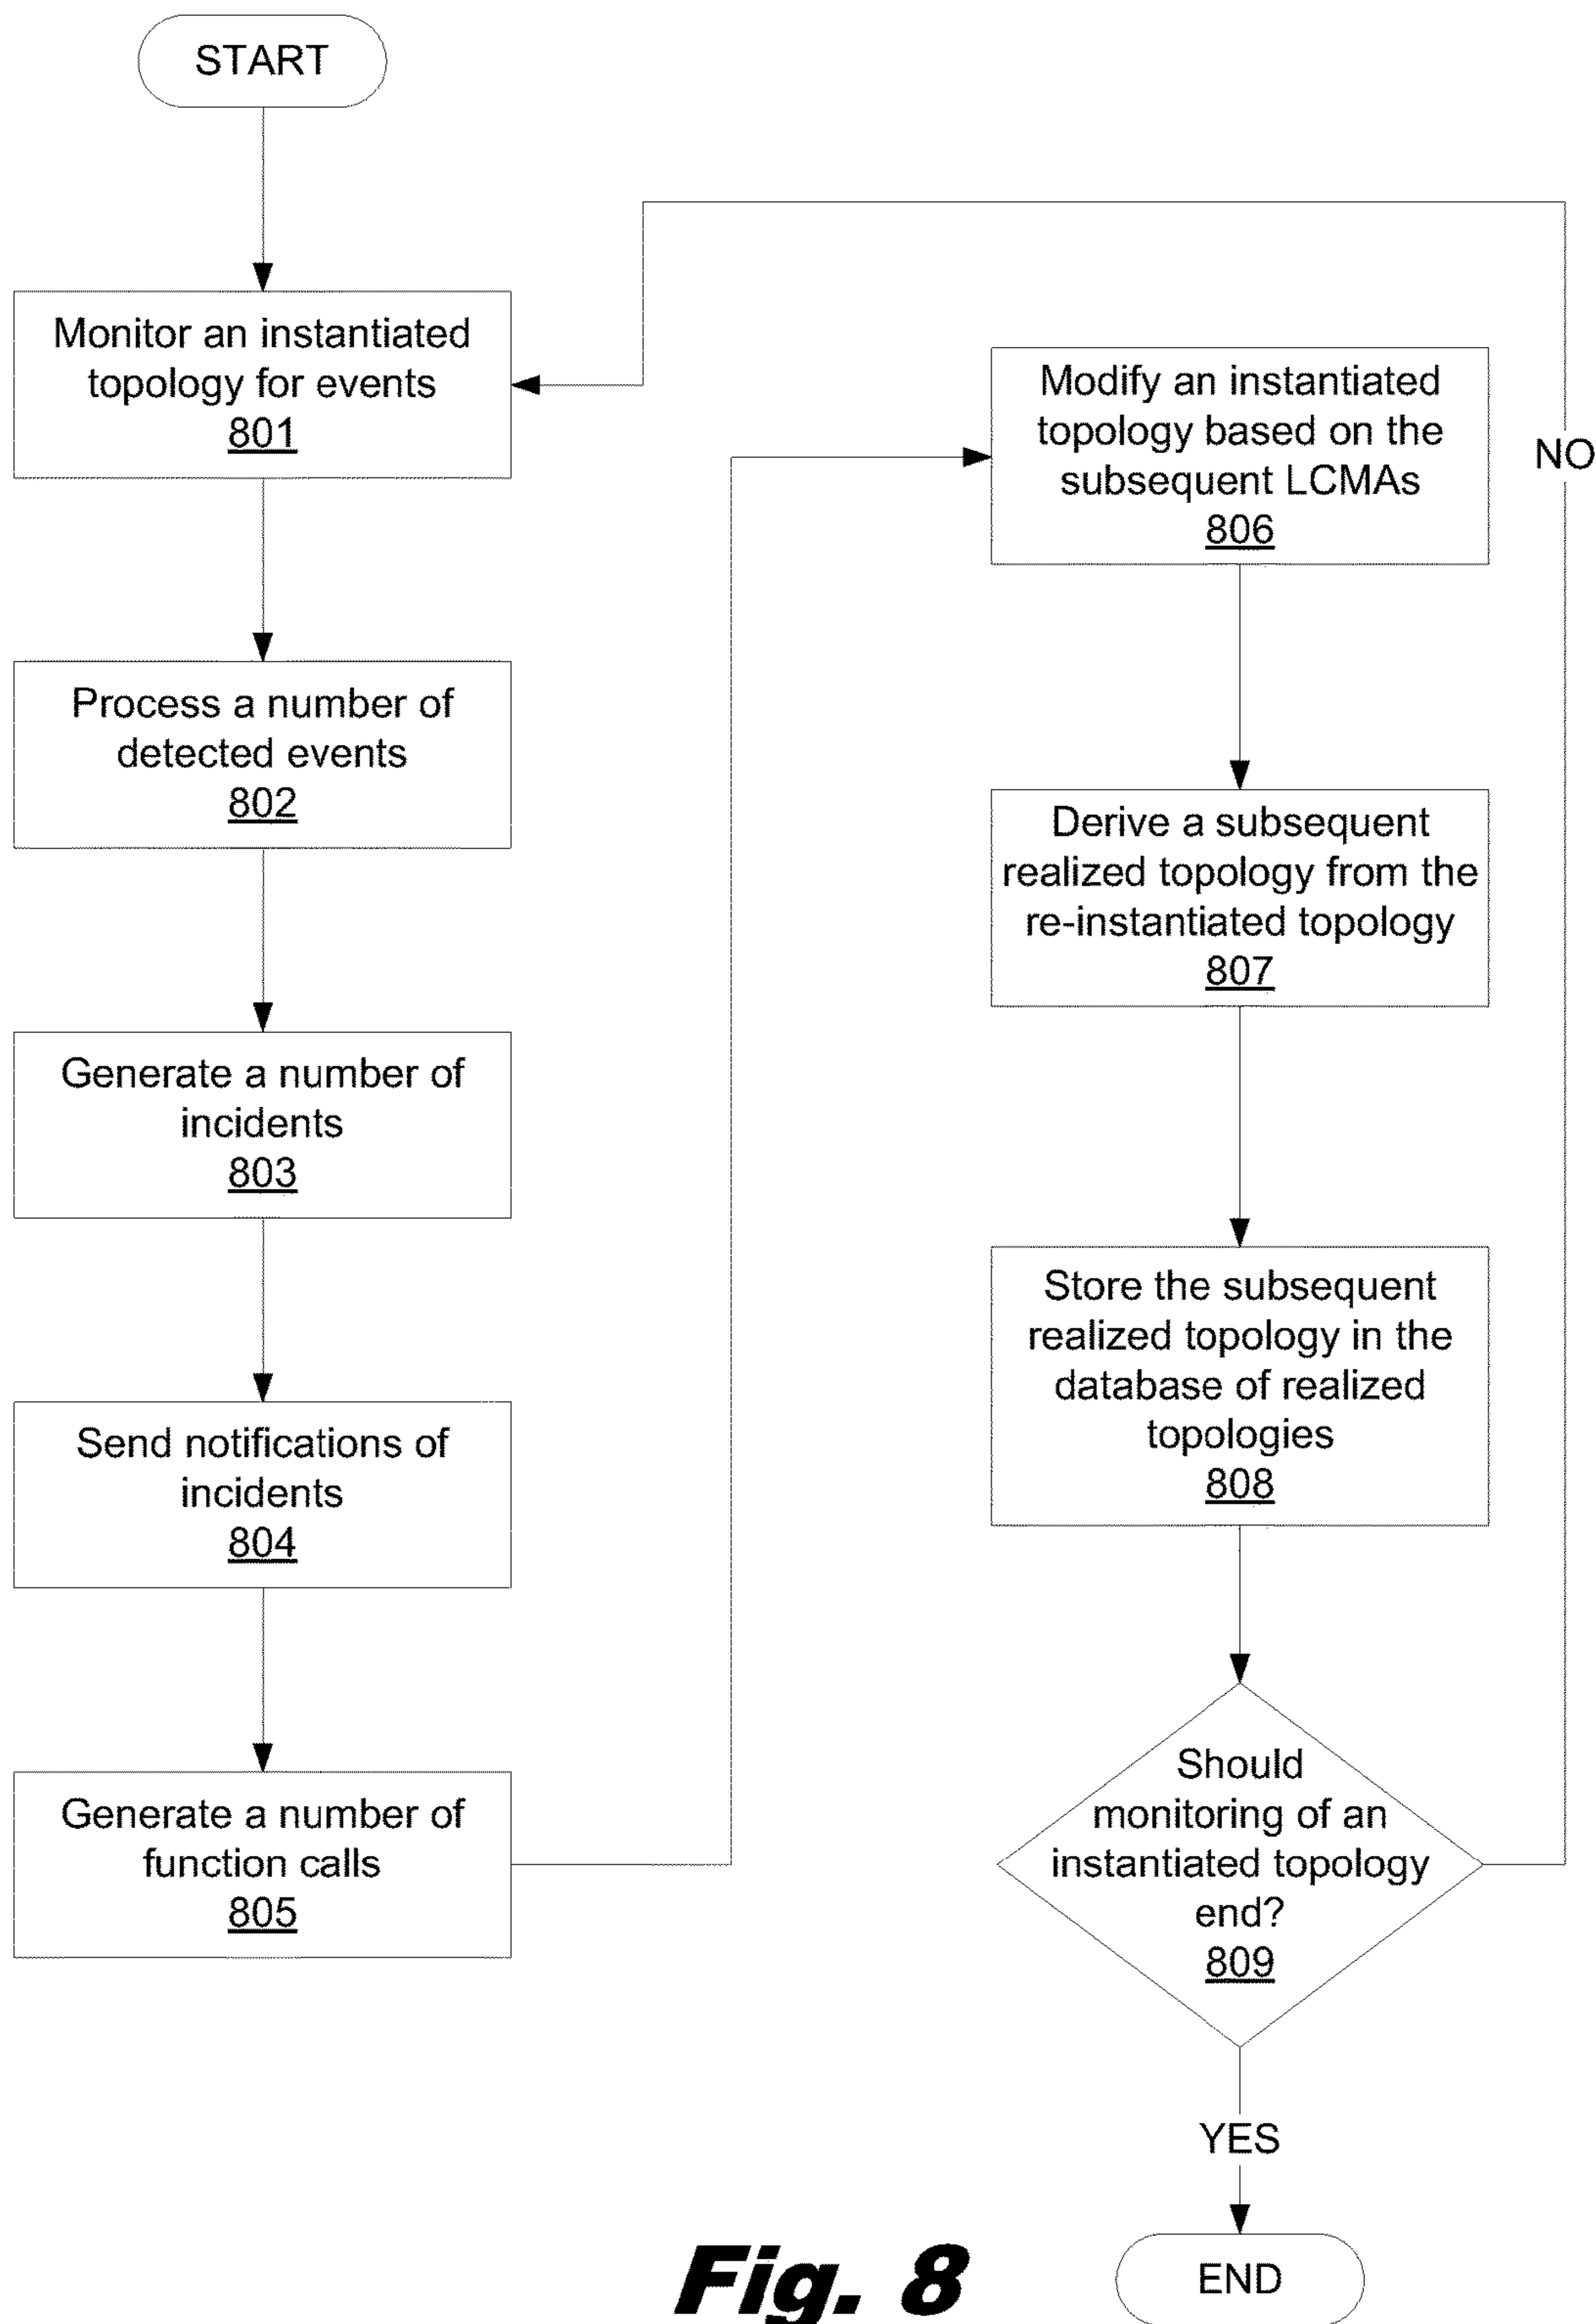 START
Monitor an instantiated
topology for events
801
Process a number of
detected events
802
Generate a number of
incidents
803
Send notifications of
incidents
804
Generate a number of
function calls
805
Modify an instantiated
topology based on the
subsequent LCMAs
806
NO
Derive a subsequent
realized topology from the
re-instantiated topology
807
Store the subsequent
realized topology in the
database of realized
topologies
808
Should
monitoring of an
instantiated topology
end?
809
YES
END
Fig. 8